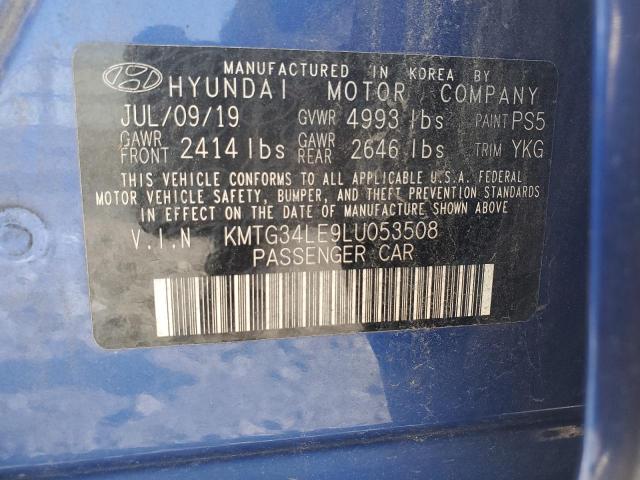 MANUFACTURED IN KOREA BY
HYUNDAI MOTOR COMPANY
JUL/09/19 GVWR 4993 lbs PAINT PS5
GAWR FRONT 2414 lbs GAWR REAR 2646 lbs TRIM YKG
THIS VEHICLE CONFORMS TO ALL APPLICABLE U.S.A. FEDERAL
MOTOR VEHICLE SAFETY, BUMPER, AND THEFT PREVENTION STANDARDS
IN EFFECT ON THE DATE OF MANUFACTURE SHOWN ABOVE
V.I.N KMTG34LE9LU053508
PASSENGER CAR